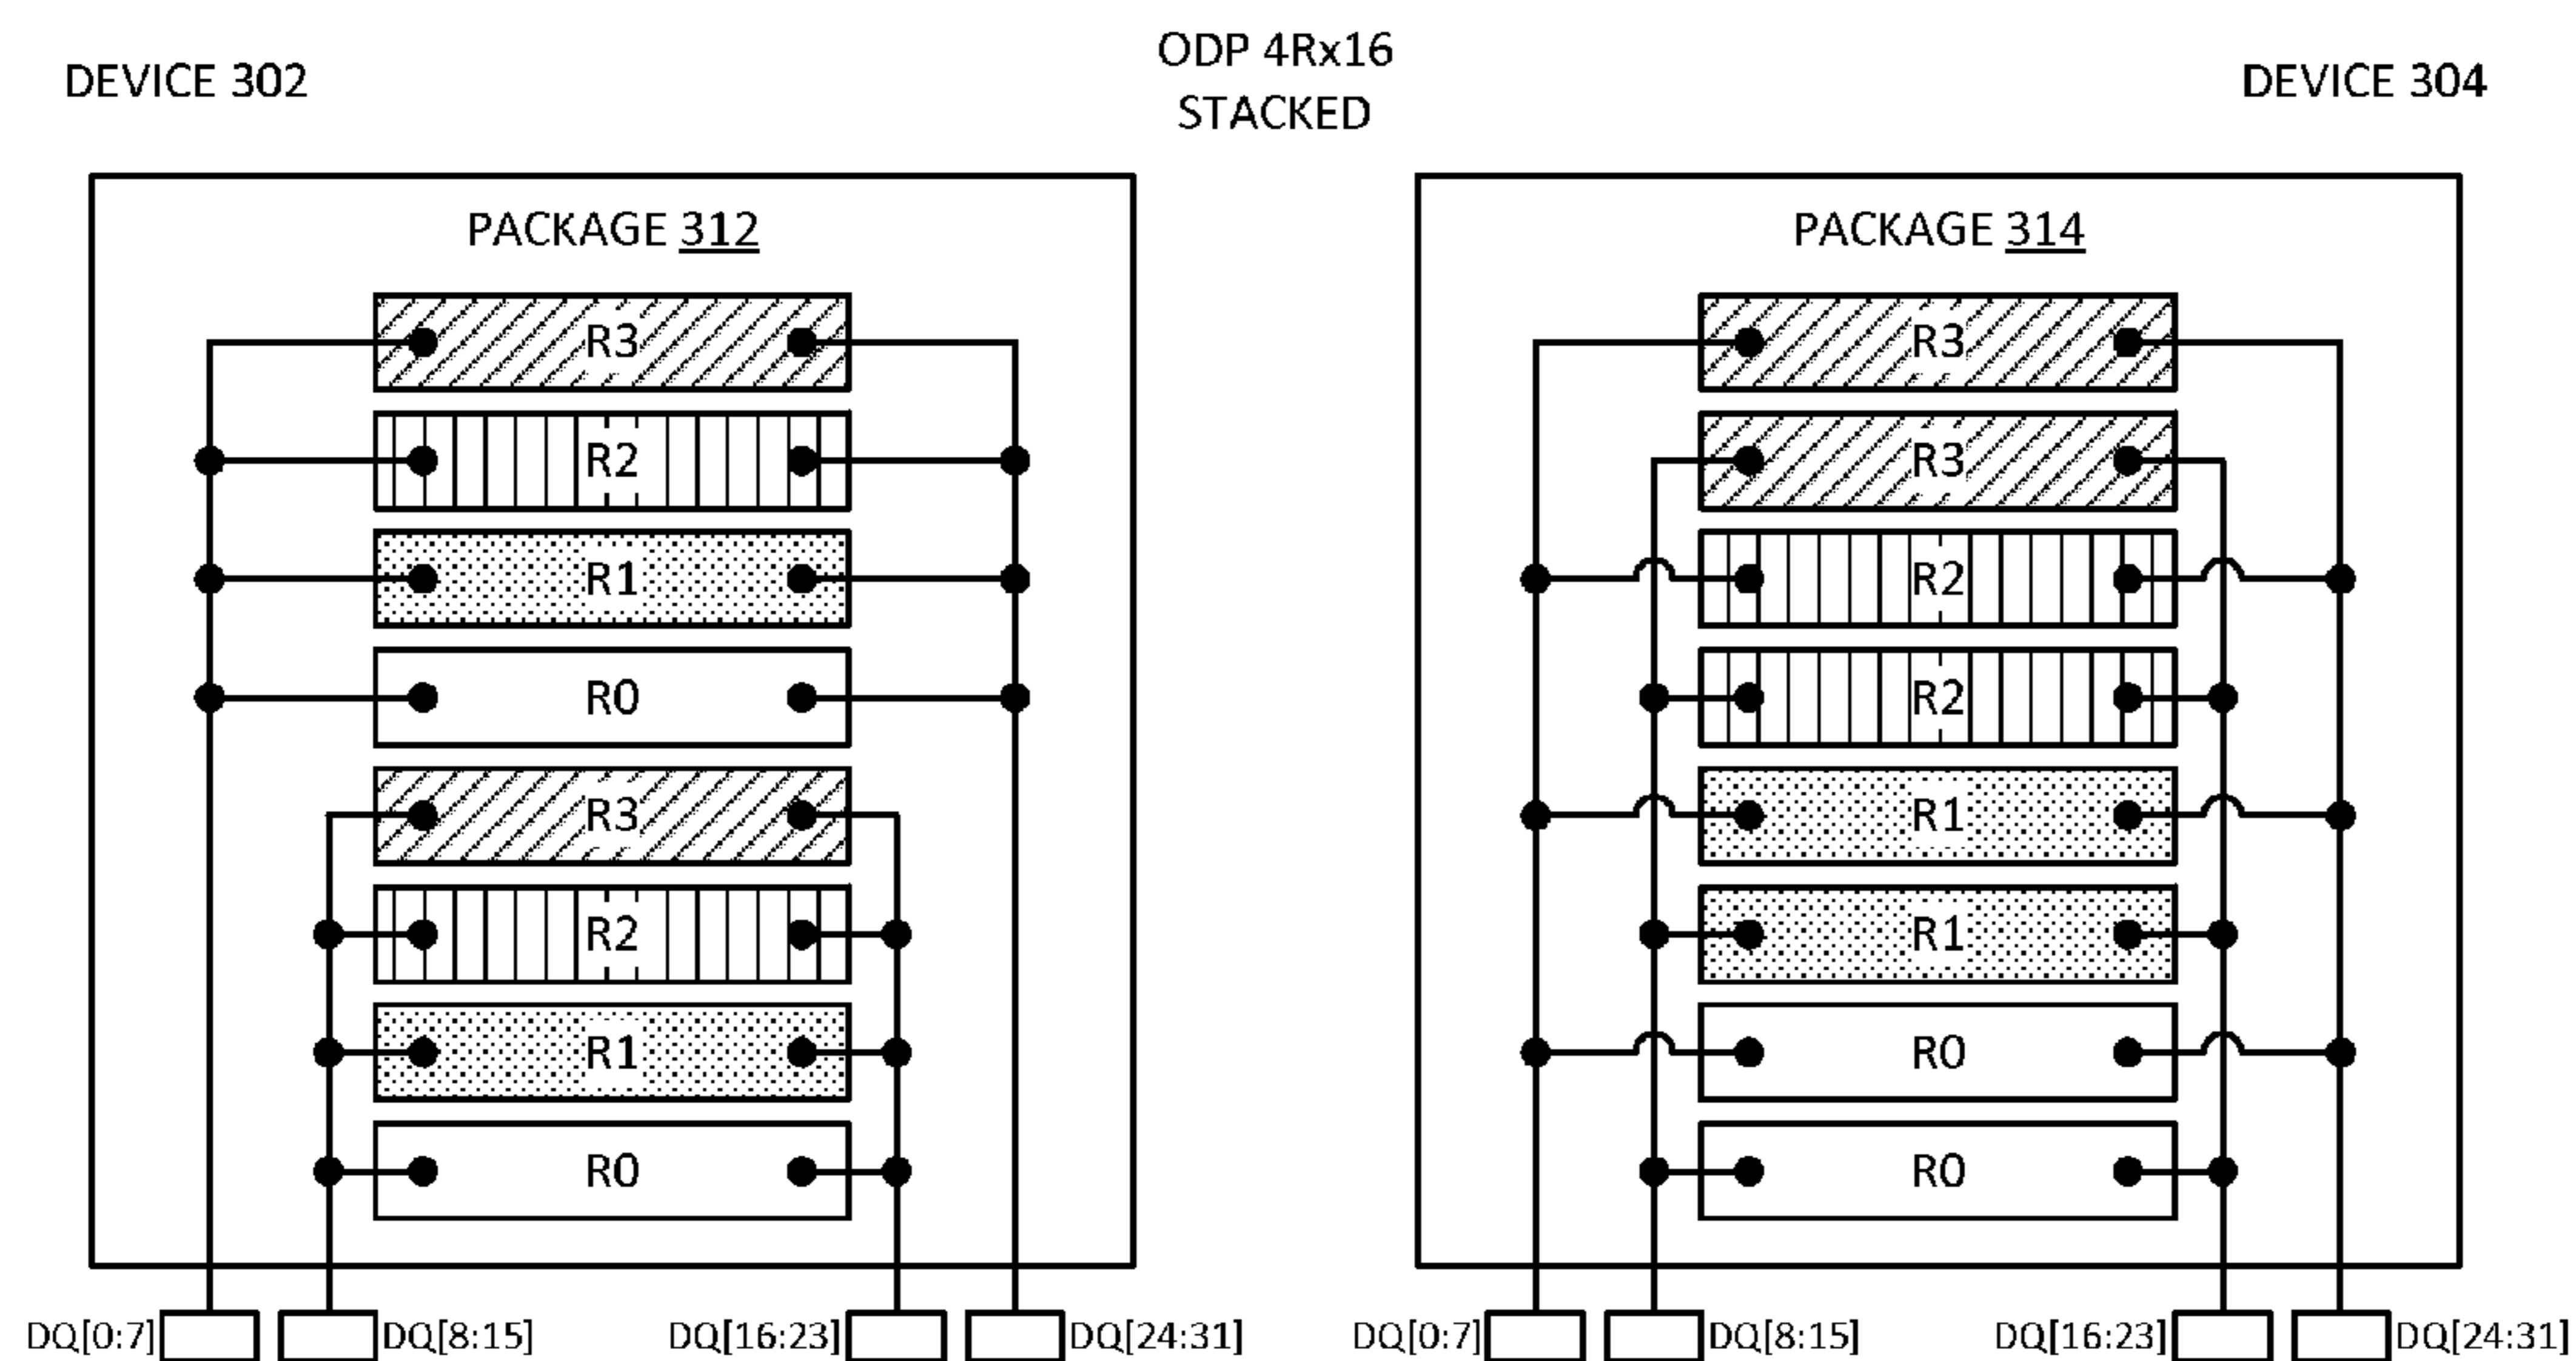 ODP 4Rx16
STACKED
DEVICE 302
DEVICE 304
PACKAGE 312
R3
R2
R1
R0
R3
R2
R1
R0
DQ[0:7]
DQ[8:15]
DQ[16:23]
DQ[24:31]
PACKAGE 314
R3
R3
R2
R2
R1
R1
R0
R0
DQ[0:7]
DQ[8:15]
DQ[16:23]
DQ[24:31]